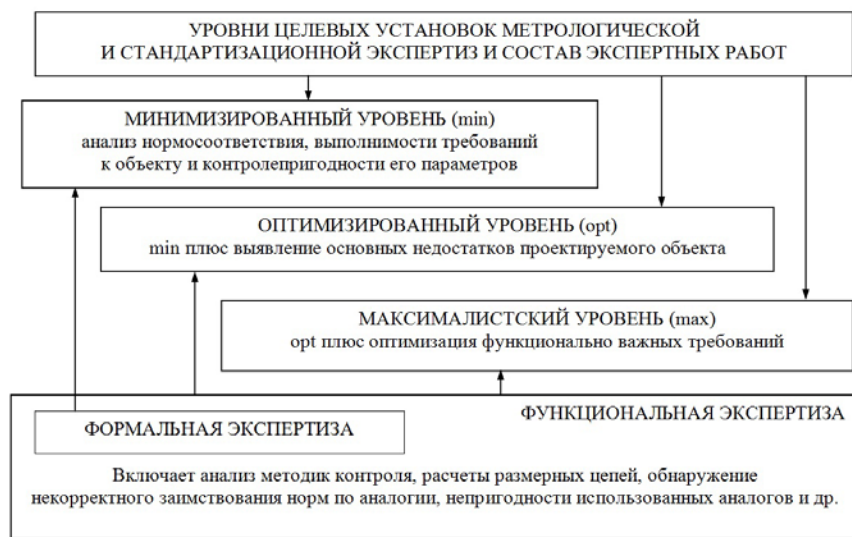 УРОВНИ ЦЕЛЕВЫХ УСТАНОВОК МЕТРОЛОГИЧЕСКОЙ
И СТАНДАРТИЗАЦИОННОЙ ЭКСПЕРТИЗ И СОСТАВ ЭКСПЕРТНЫХ РАБОТ
МИНИМИЗИРОВАННЫЙ УРОВЕНЬ (min)
анализ нормосоответствия, выполнимости требований
к объекту и контролепригодности его параметров
ОПТИМИЗИРОВАННЫЙ УРОВЕНЬ (opt)
min плюс выявление основных недостатков проектируемого объекта
МАКСИМАЛИСТСКИЙ УРОВЕНЬ (max)
opt плюс оптимизация функционально важных требований
ФУНКЦИОНАЛЬНАЯ ЭКСПЕРТИЗА
ФОРМАЛЬНАЯ ЭКСПЕРТИЗА
Включает анализ методик контроля, расчеты размерных цепей, обнаружение
некорректного заимствования норм по аналогии, непригодности использованных аналогов и др.